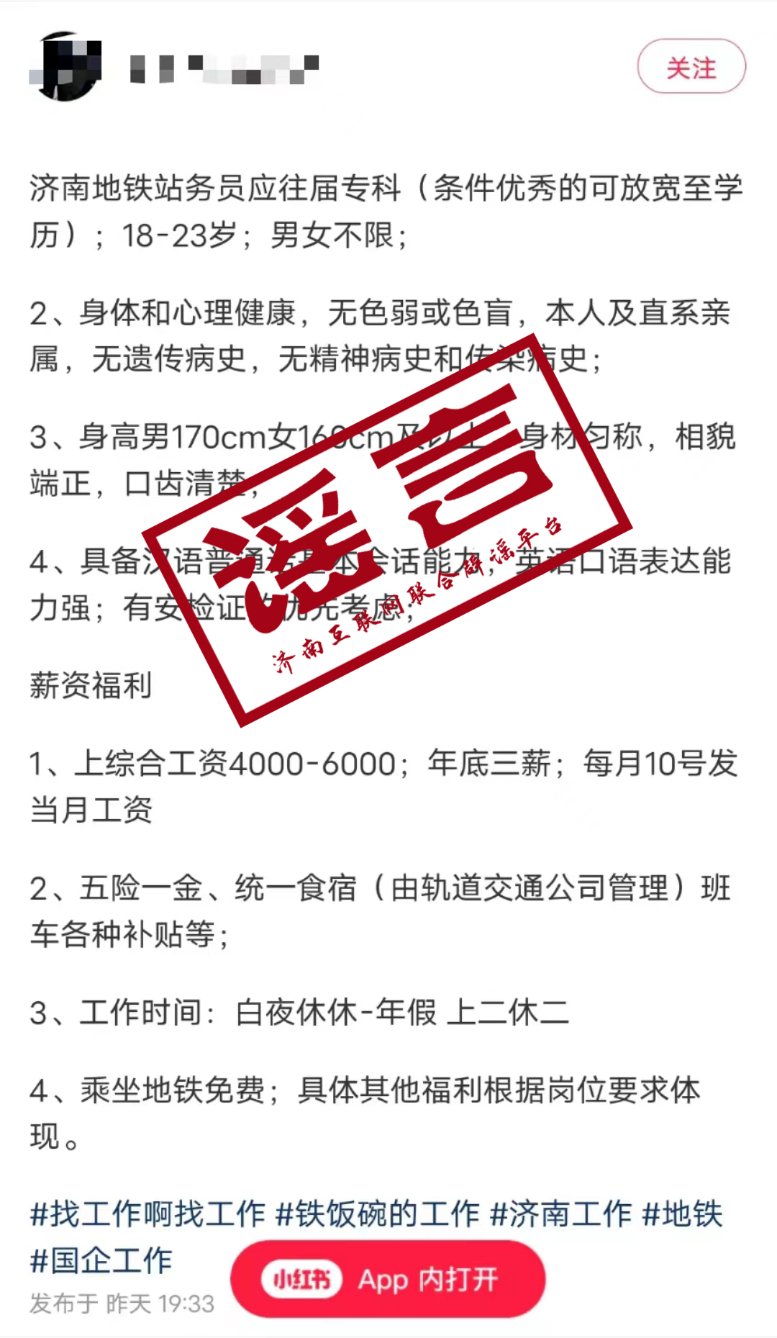 关注
济南地铁站务员应往届专科（条件优秀的可放宽至学
历）；18-23岁；男女不限；
2、身体和心理健康，无色弱或色盲，本人及直系亲
属，无遗传病史，无精神病史和传染病史；
3、身高男170cm女160cm及以上，身材匀称，相貌
端正，口齿清楚；
4、具备汉语普通话基本会话能力，英语口语表达能
力强；有安检证的优先考虑；
谣言
济南互联网联合辟谣平台
薪资福利
1、上综合工资4000-6000；年底三薪；每月10号发
当月工资
2、五险一金、统一食宿（由轨道交通公司管理）班
车各种补贴等；
3、工作时间：白夜休休-年假 上二休二
4、乘坐地铁免费；具体其他福利根据岗位要求体
现。
#找工作啊找工作 #铁饭碗的工作 #济南工作 #地铁
#国企工作
小红书 App 内打开
发布于 昨天 19:33